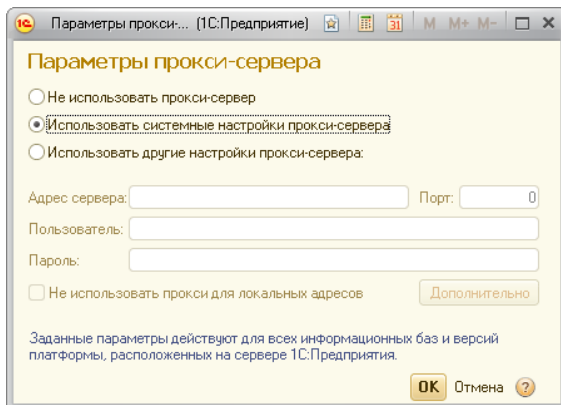 Параметры прокси-... (1С:Предприятие) 31 M M+ M-
Параметры прокси-сервера
Не использовать прокси-сервер
Использовать системные настройки прокси-сервера
Использовать другие настройки прокси-сервера:
Адрес сервера: Порт: 0
Пользователь:
Пароль:
Не использовать прокси для локальных адресов Дополнительно
Заданные параметры действуют для всех информационных баз и версий
платформы, расположенных на сервере 1С:Предприятия.
ОК Отмена ?